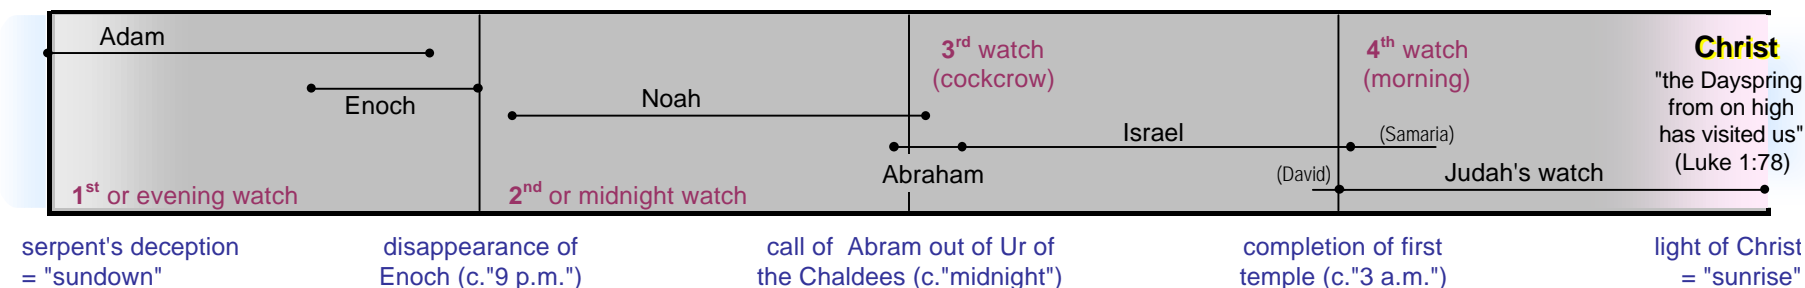 Adam
Enoch
Noah
3rd watch
(cockcrow)
4th watch
(morning)
Christ
"the Dayspring
from on high
has visited us"
(Luke 1:78)
Israel
(Samaria)
Abraham
(David)
Judah's watch
1st or evening watch
2nd or midnight watch
serpent's deception
= "sundown"
disappearance of
Enoch (c."9 p.m.")
call of Abram out of Ur of
the Chaldees (c."midnight")
completion of first
temple (c."3 a.m.")
light of Christ
= "sunrise"